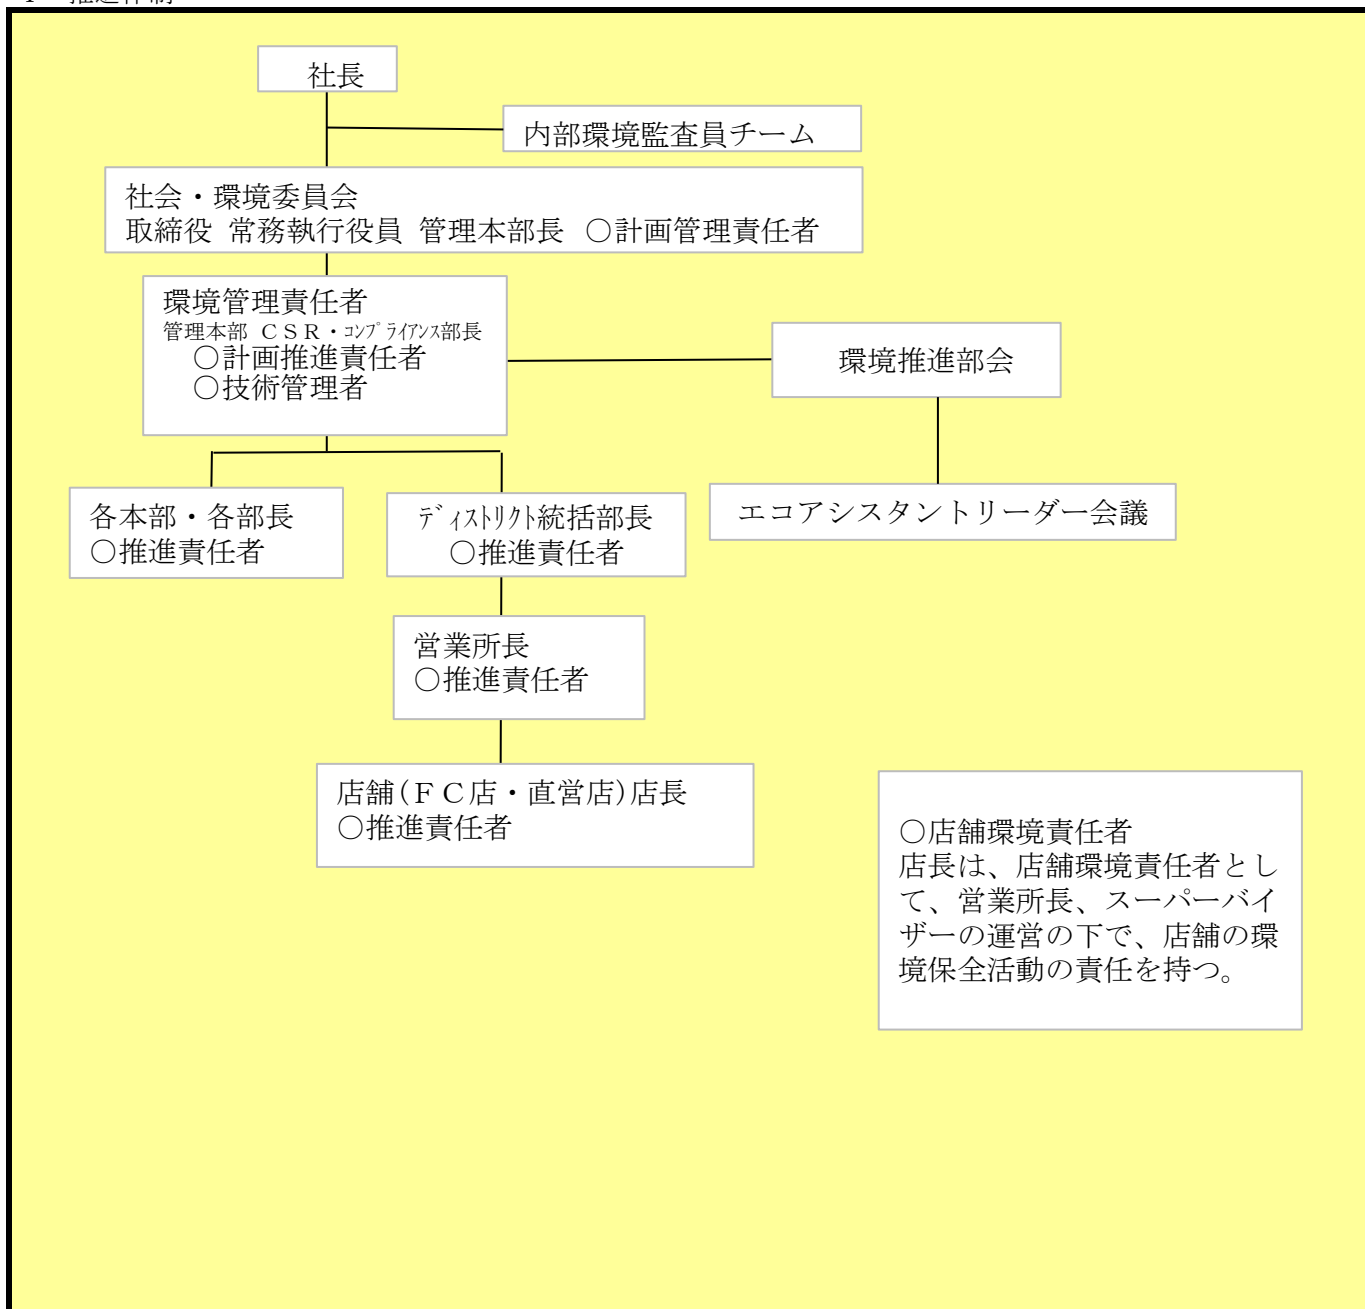 社長
内部環境監査員チーム
社会・環境委員会
取締役 常務執行役員 管理本部長 ○計画管理責任者
環境管理責任者
管理本部 ＣＳＲ・ｺﾝﾌﾟﾗｲｱﾝｽ部長
○計画推進責任者
○技術管理者
環境推進部会
各本部・各部長
○推進責任者
ﾃﾞｨｽﾄﾘｸﾄ統括部長
○推進責任者
エコアシスタントリーダー会議
営業所長
○推進責任者
店舗(ＦＣ店・直営店)店長
○推進責任者
○店舗環境責任者
店長は、店舗環境責任者とし
て、営業所長、スーパーバイ
ザーの運営の下で、店舗の環
境保全活動の責任を持つ。